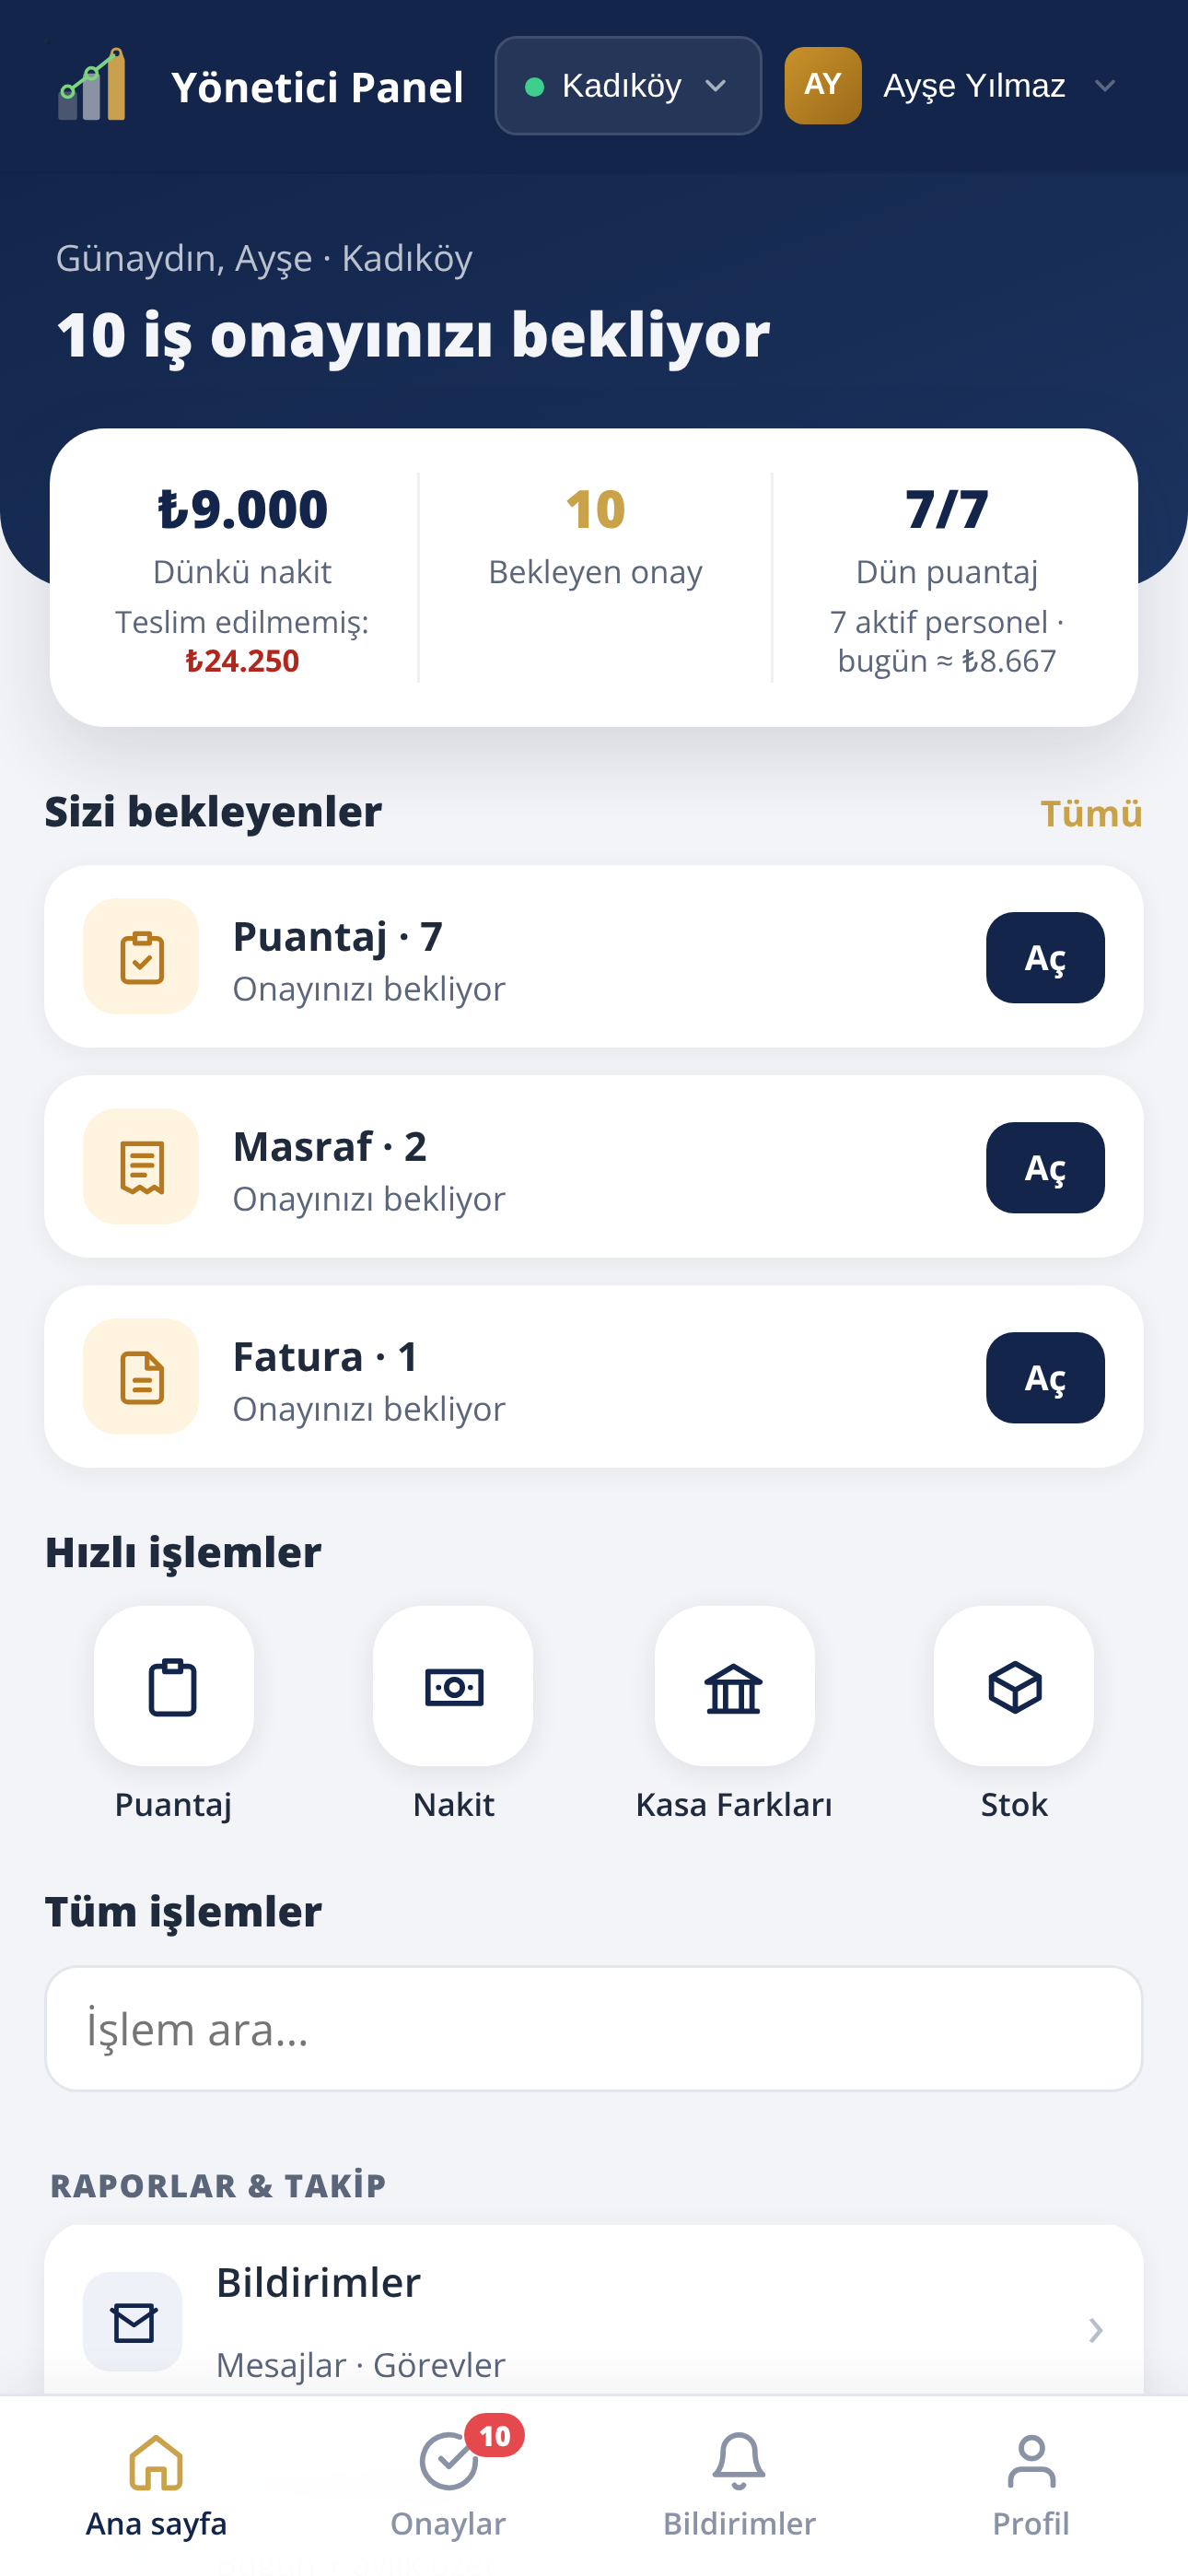 Yönetici Panel
Kadıköy
AY
Ayşe Yılmaz
Günaydın, Ayşe · Kadıköy
10 iş onayınızı bekliyor
₺9.000
Dünkü nakit
Teslim edilmemiş:
₺24.250
10
Bekleyen onay
7/7
Dün puantaj
7 aktif personel ·
bugün ≈ ₺8.667
Sizi bekleyenler
Tümü
Puantaj · 7
Onayınızı bekliyor
Aç
Masraf · 2
Onayınızı bekliyor
Aç
Fatura · 1
Onayınızı bekliyor
Aç
Hızlı işlemler
Puantaj
Nakit
Kasa Farkları
Stok
Tüm işlemler
İşlem ara...
RAPORLAR & TAKİP
Bildirimler
Mesajlar · Görevler
10
Ana sayfa
Onaylar
Bildirimler
Profil